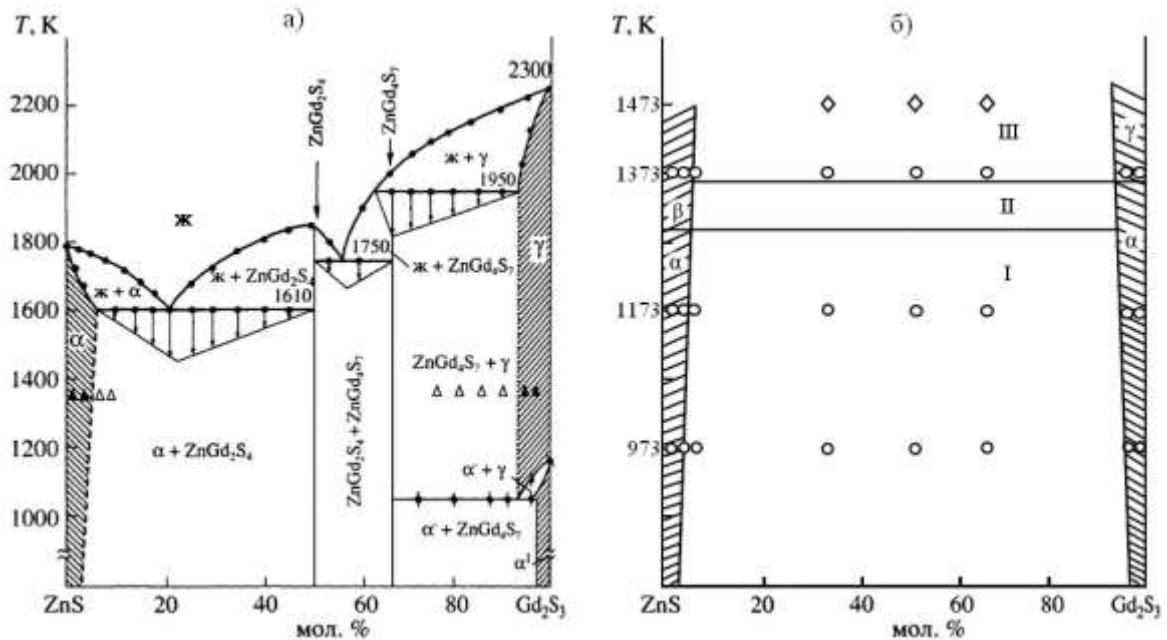 а)
T, K
2200
2000
1800
1600
1400
1200
1000
ZnGd₂S₄
ZnGd₄S₇
2300
ж + γ
1950
ж
1750
ж + α
ж + ZnGd₂S₄
1610
ж + ZnGd₄S₇
α
γ
ZnGd₄S₇ + γ
α + ZnGd₂S₄
ZnGd₂S₄ + ZnGd₄S₇
α + γ
α + ZnGd₄S₇
α¹
ZnS
20
40
60
80
Gd₂S₃
мол. %
б)
T, K
1473
1373
1173
973
III
II
I
β
α
γ
α
ZnS
20
40
60
80
Gd₂S₃
мол. %